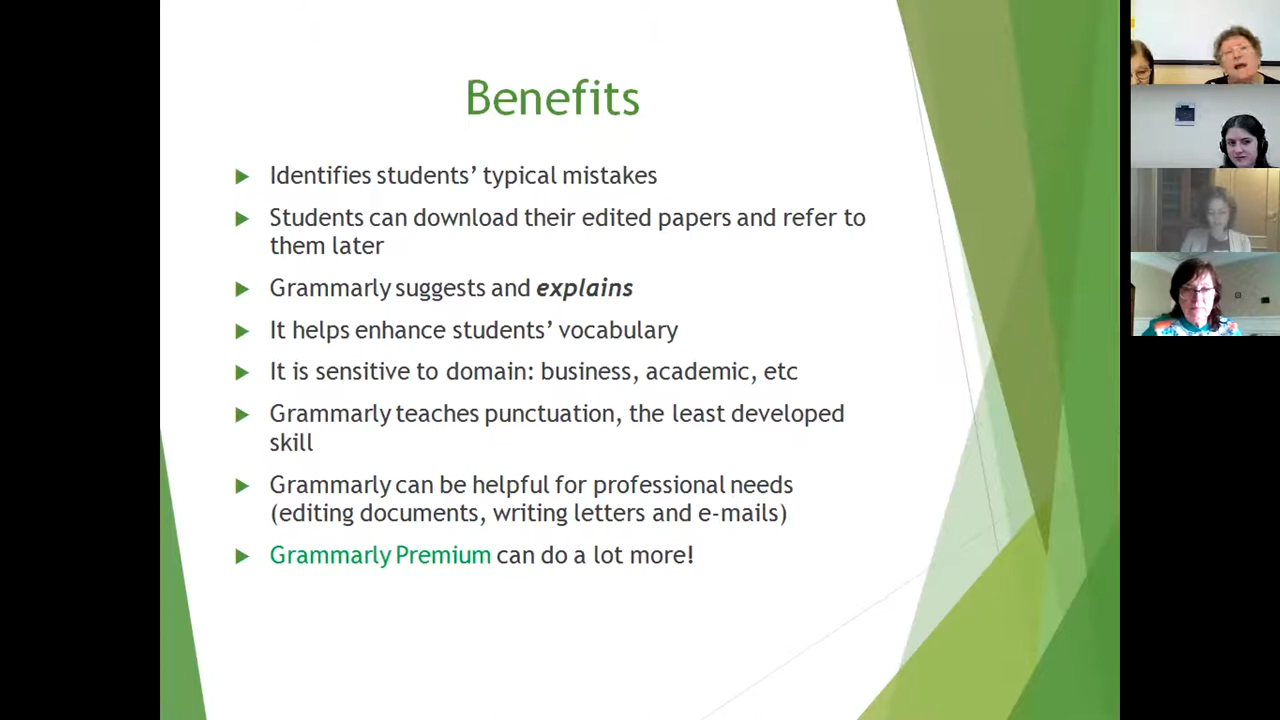 Benefits
Identifies students’ typical mistakes
Students can download their edited papers and refer to
them later
Grammarly suggests and explains
It helps enhance students’ vocabulary
It is sensitive to domain: business, academic, etc
Grammarly teaches punctuation, the least developed
skill
Grammarly can be helpful for professional needs
(editing documents, writing letters and e-mails)
Grammarly Premium can do a lot more!